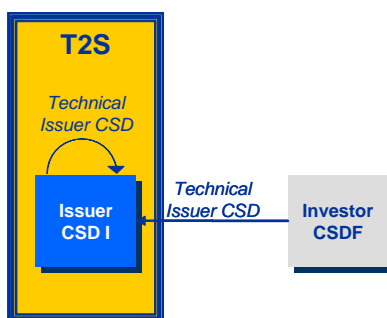 T2S
Technical
Issuer CSD
Technical
Issuer CSD
Issuer
CSD I
Investor
CSDF